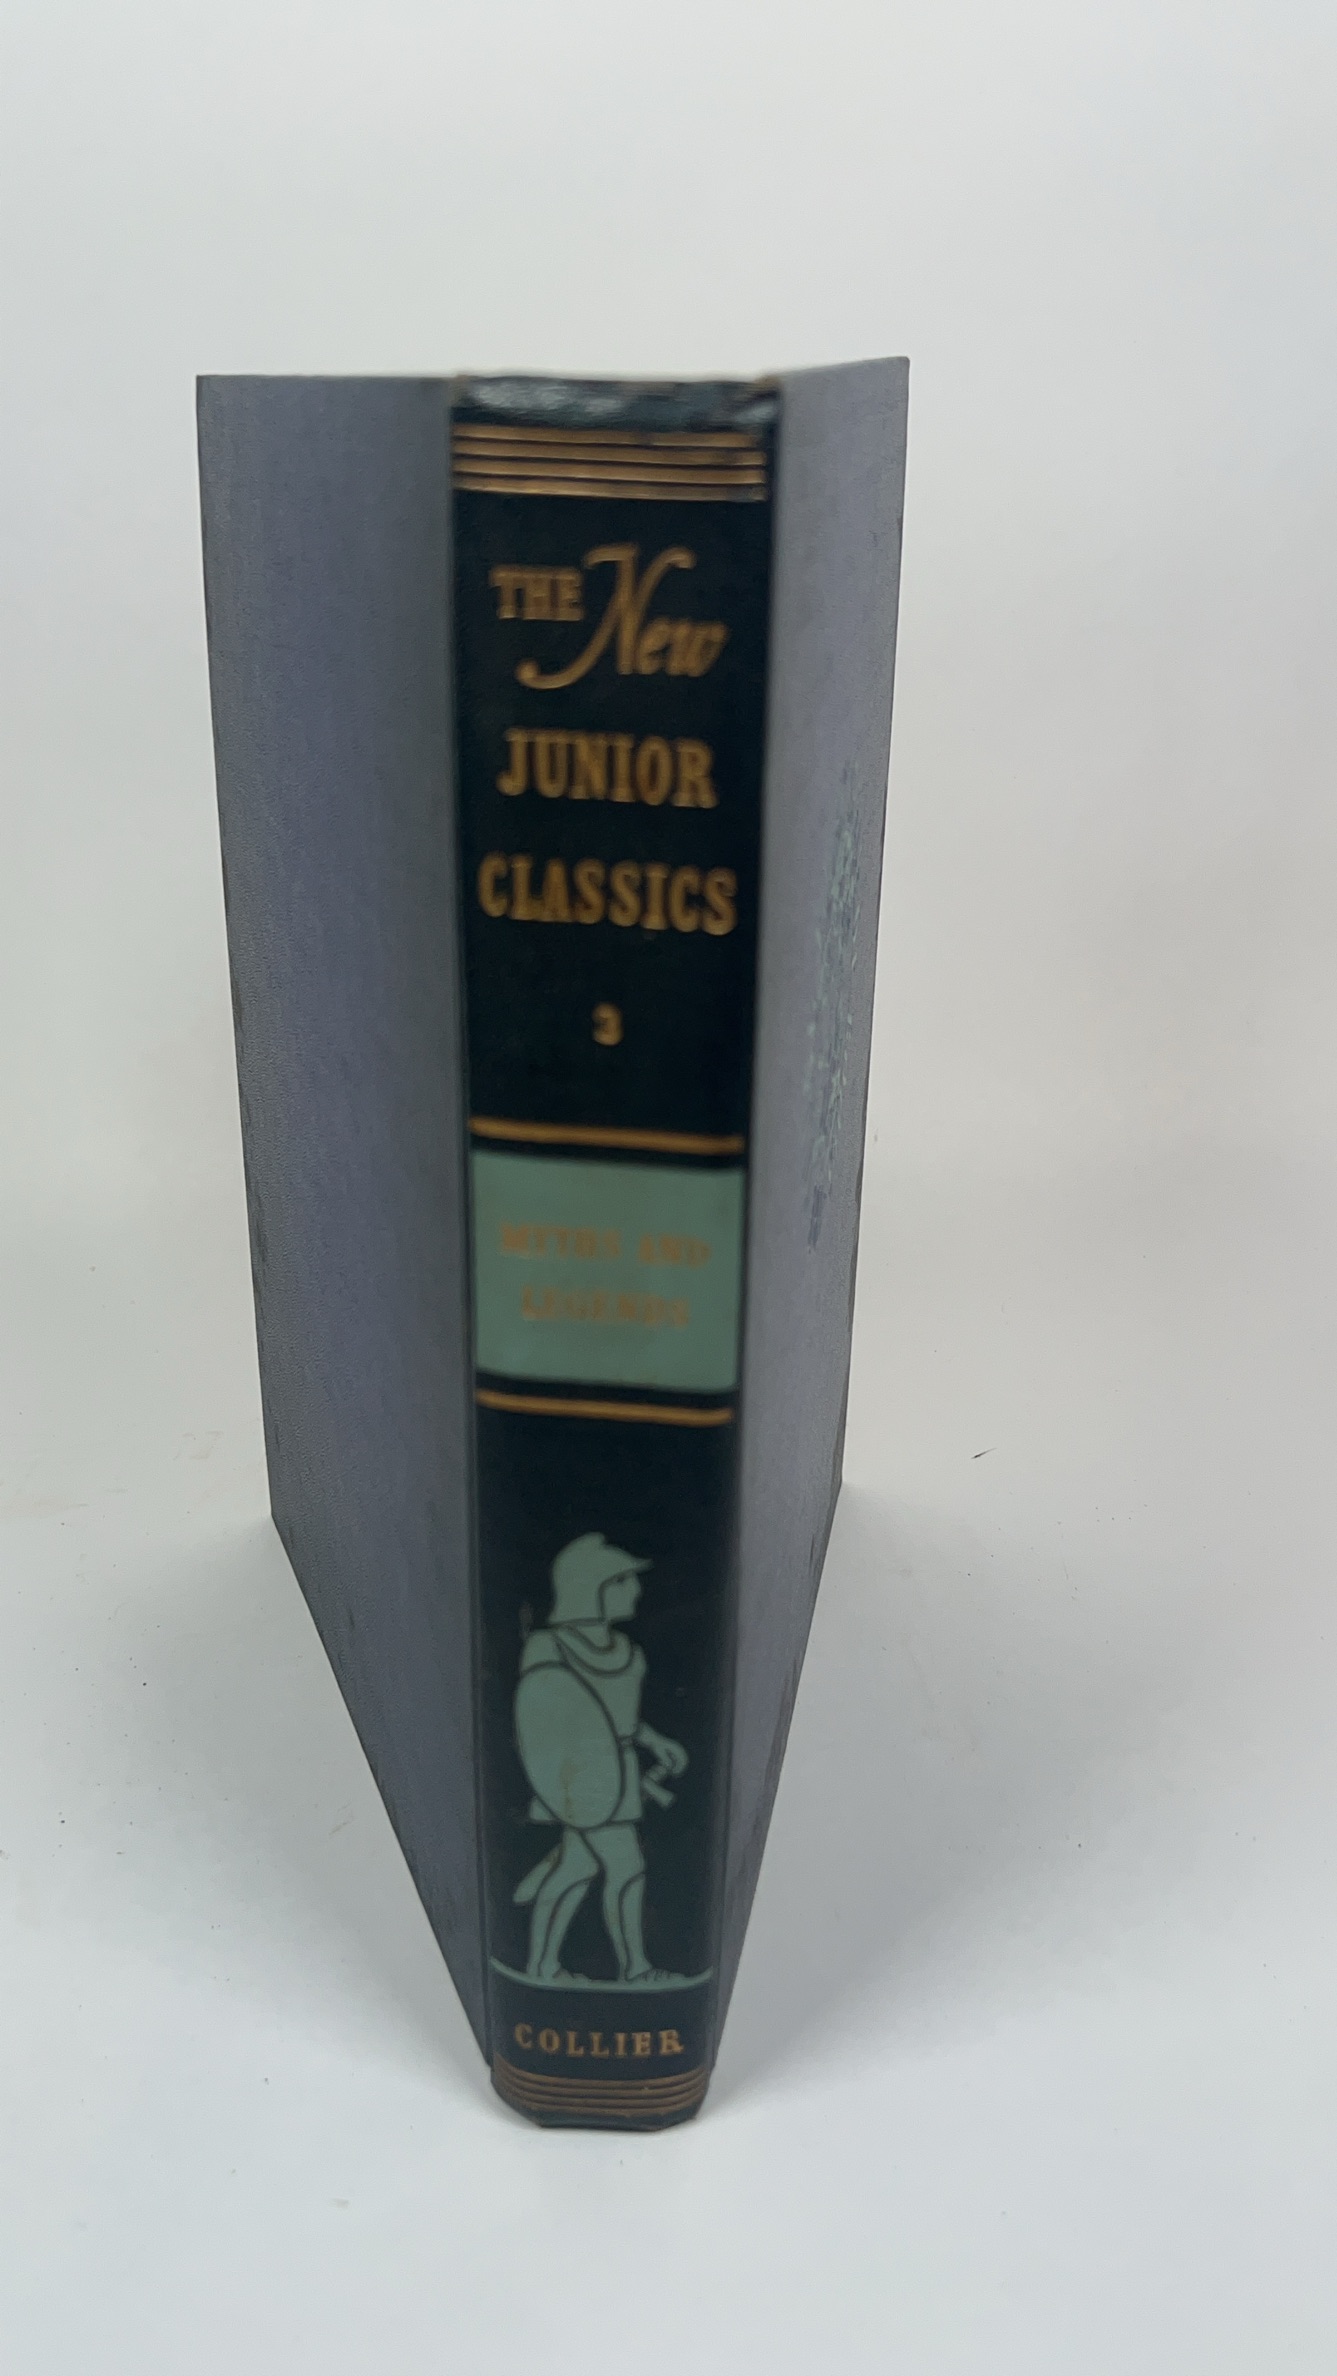 THE New
JUNIOR
CLASSICS
3
MYTHS AND
LEGENDS
COLLIER